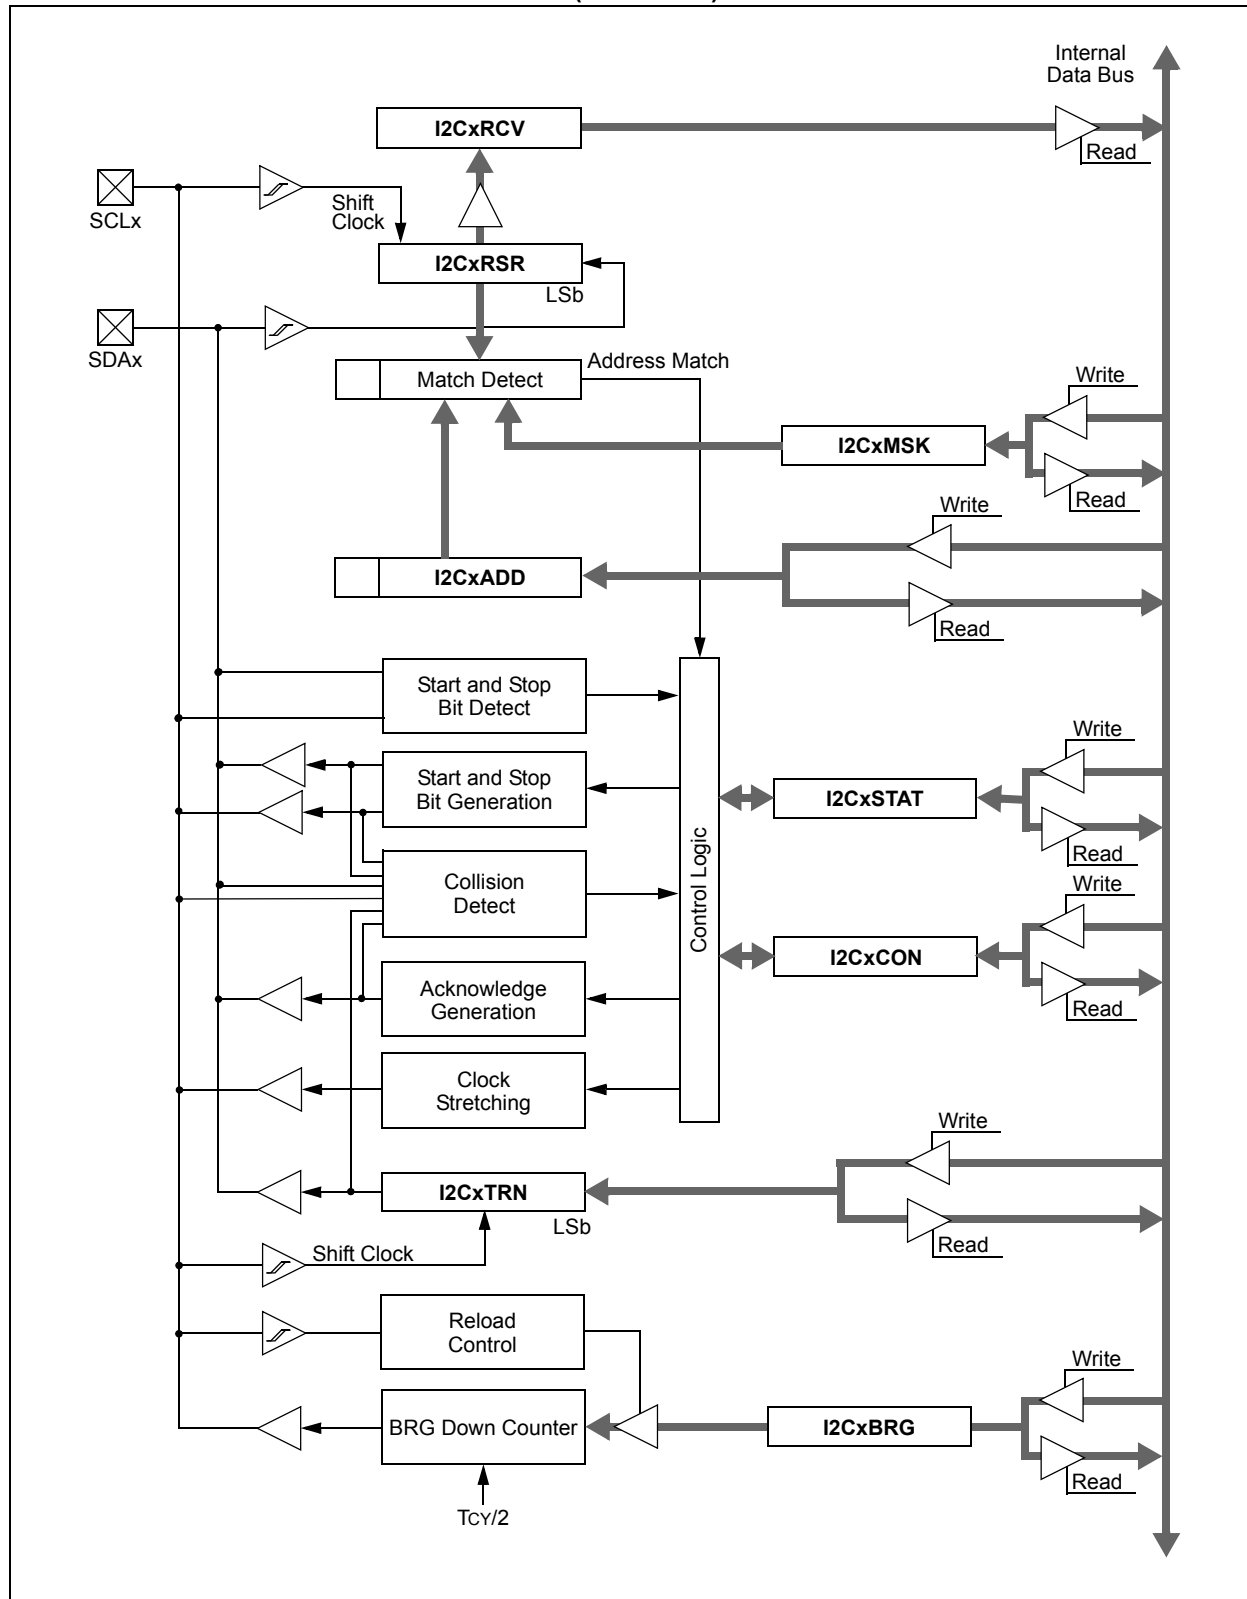 Internal
Data Bus
I2CxRCV
Read
SCLx
Shift
Clock
I2CxRSR
LSb
SDAx
Address Match
Match Detect
Write
I2CxMSK
Read
Write
I2CxADD
Read
Start and Stop
Bit Detect
Write
Start and Stop
Bit Generation
I2CxSTAT
Read
Control Logic
Collision
Detect
Write
I2CxCON
Read
Acknowledge
Generation
Clock
Stretching
Write
I2CxTRN
LSb
Read
Shift Clock
Reload
Control
Write
BRG Down Counter
I2CxBRG
Read
TCY/2